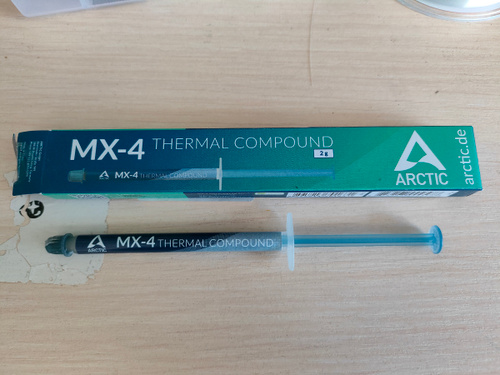 MX-4 THERMAL COMPOUND
2g
MX-4 THERMAL COMPOUND
ARCTIC
arctic.de
MX-4 THERMAL COMPOUND
ARCTIC